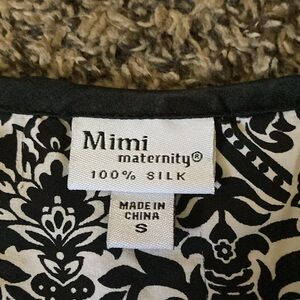 Mimi
maternity®
100% SILK
MADE IN
CHINA
S